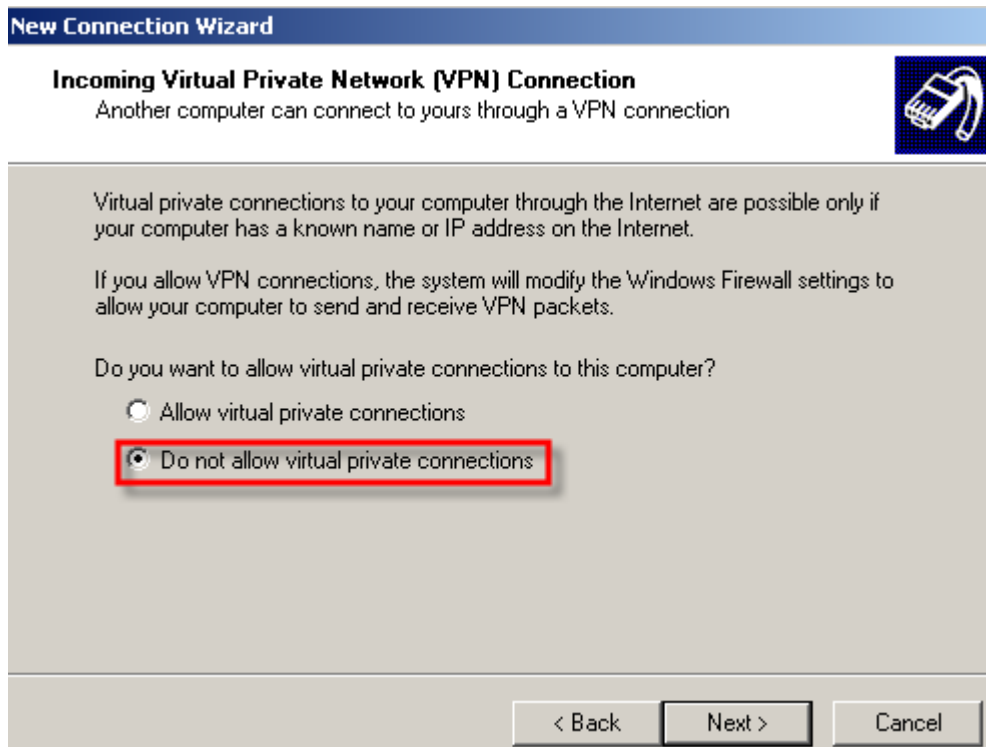 New Connection Wizard
Incoming Virtual Private Network (VPN) Connection
Another computer can connect to yours through a VPN connection
Virtual private connections to your computer through the Internet are possible only if
your computer has a known name or IP address on the Internet.
If you allow VPN connections, the system will modify the Windows Firewall settings to
allow your computer to send and receive VPN packets.
Do you want to allow virtual private connections to this computer?
Allow virtual private connections
Do not allow virtual private connections
< Back Next > Cancel